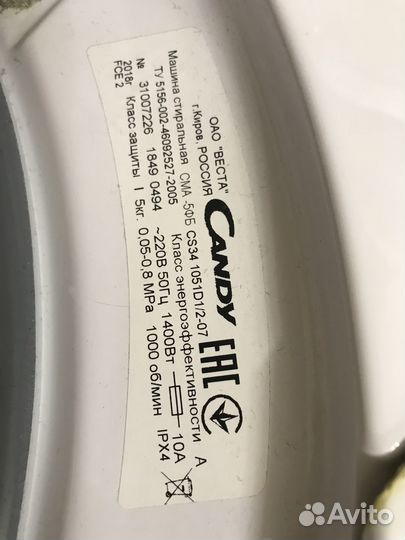 ОАО "ВЕСТА"
г.Киров, РОССИЯ
CANDY
EAC
Машина стиральная СМА -5ФБ CS34 1051D1/2-07
ТУ 5156-002-46092527-2005 Класс энергоэффективности А
№ 31007226 1849 0494 ~220В 50Гц 1400Вт 10А
2018г Класс защиты I 5кг. 0,05-0,8 MPa 1000 об/мин IPX4
FCE 2
Avito